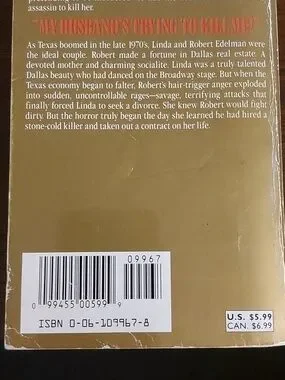 assassin to kill her.
"MY HUSBAND'S TRYING TO KILL ME!"
As Texas boomed in the late 1970's, Linda and Robert Edelman were
the ideal couple. Robert made a fortune in Dallas real estate. A
devoted mother and charming socialite. Linda was a truly talented
Dallas beauty who had danced on the Broadway stage. But when the
Texas economy began to falter, Robert's hair-trigger anger exploded
into sudden, uncontrollable rages—savage, terrifying attacks that
finally forced Linda to seek a divorce. She knew Robert would fight
dirty. But the horror truly began the day she learned he had hired a
stone-cold killer and taken out a contract on her life.
09967
0 99455 00599 9
ISBN 0-06-109967-8
U.S. $5.99
CAN. $6.99